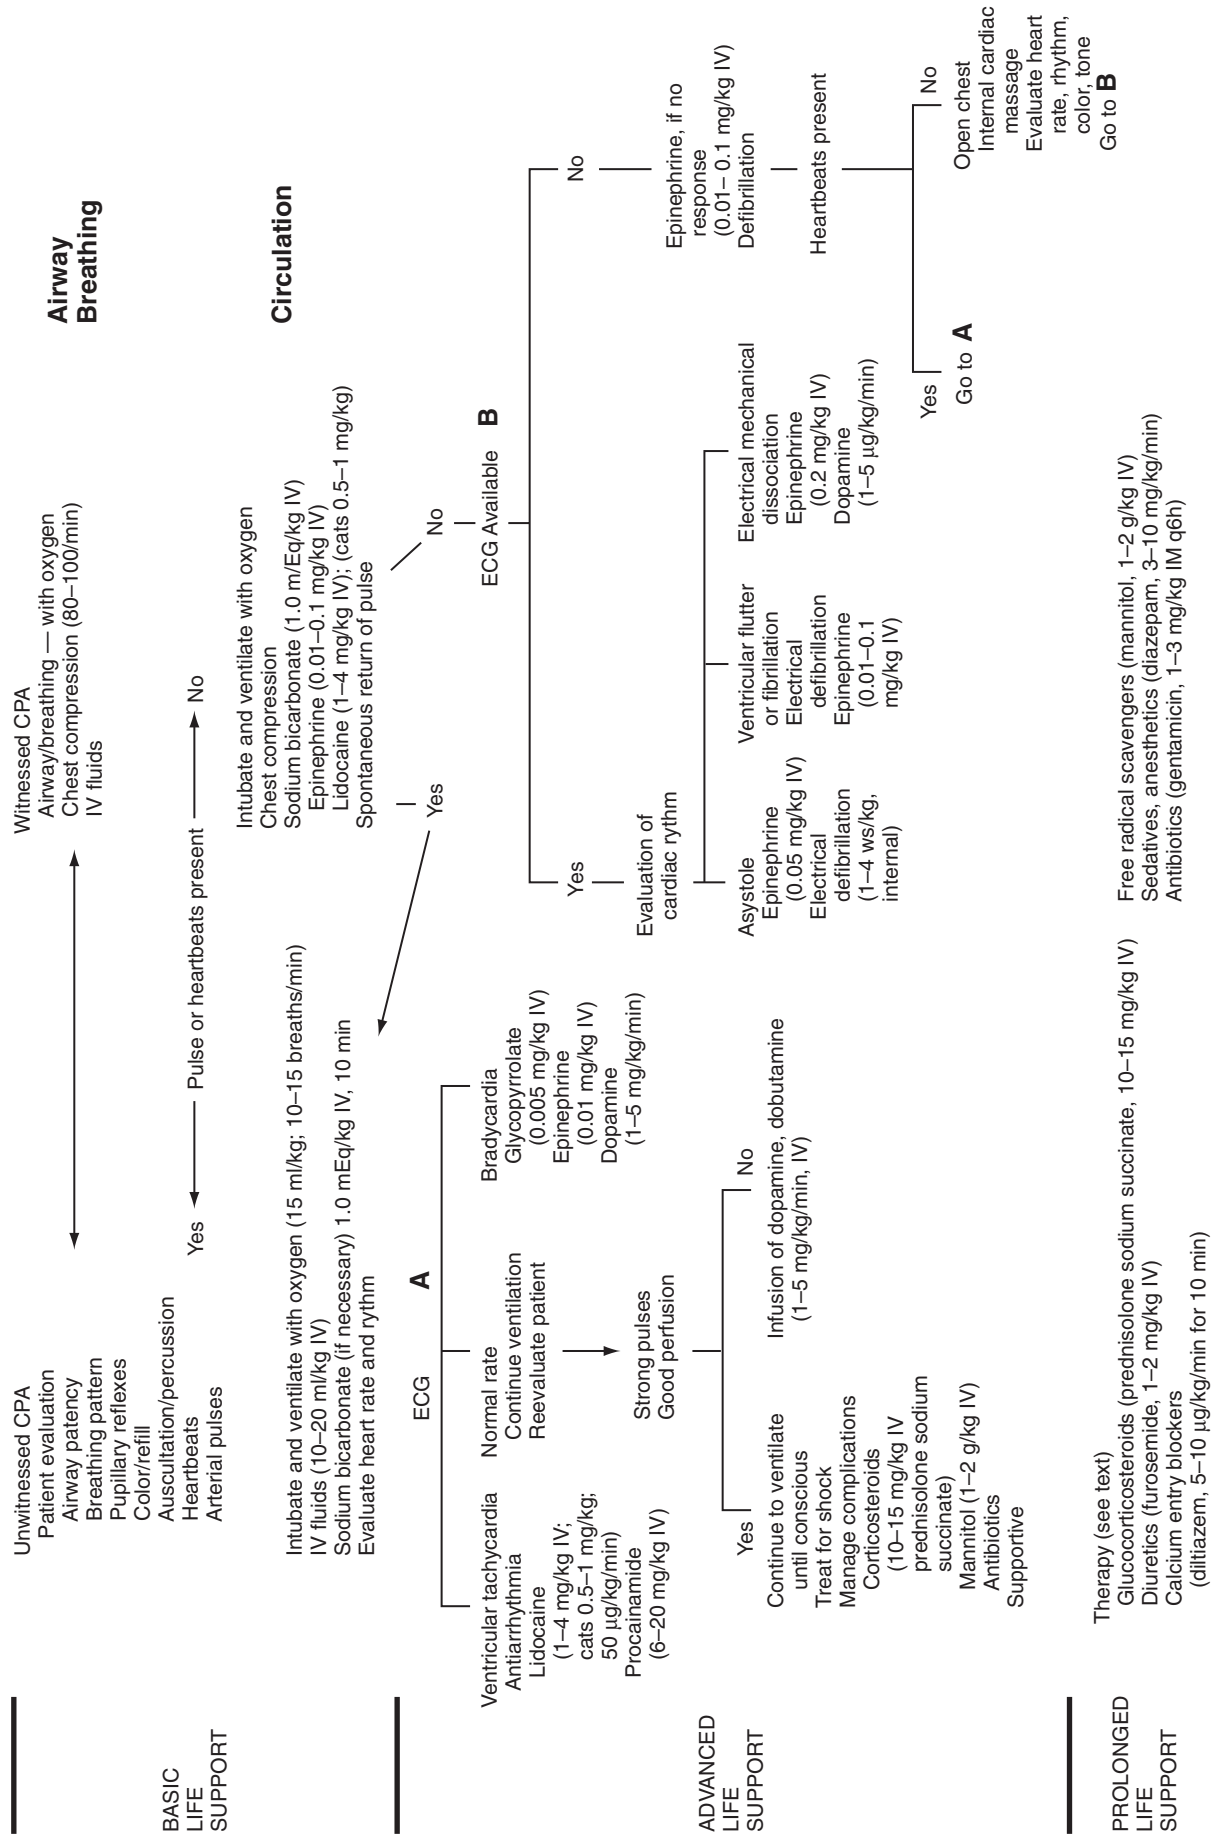 BASIC
LIFE
SUPPORT
Unwitnessed CPA
Patient evaluation
Airway patency
Breathing pattern
Pupillary reflexes
Color/refill
Auscultation/percussion
Heartbeats
Arterial pulses
Witnessed CPA
Airway/breathing — with oxygen
Chest compression (80–100/min)
IV fluids
Airway
Breathing
Yes
Pulse or heartbeats present
No
Circulation
Intubate and ventilate with oxygen (15 ml/kg; 10–15 breaths/min)
IV fluids (10–20 ml/kg IV)
Sodium bicarbonate (if necessary) 1.0 mEq/kg IV, 10 min
Evaluate heart rate and rythm
Intubate and ventilate with oxygen
Chest compression
Sodium bicarbonate (1.0 m/Eq/kg IV)
Epinephrine (0.01–0.1 mg/kg IV)
Lidocaine (1–4 mg/kg IV); (cats 0.5–1 mg/kg)
Spontaneous return of pulse
Yes
No
ADVANCED
LIFE
SUPPORT
ECG A
Ventricular tachycardia
Antiarrhythmia
Lidocaine
(1–4 mg/kg IV;
cats 0.5–1 mg/kg;
50 μg/kg/min)
Procainamide
(6–20 mg/kg IV)
Normal rate
Continue ventilation
Reevaluate patient
Bradycardia
Glycopyrrolate
(0.005 mg/kg IV)
Epinephrine
(0.01 mg/kg IV)
Dopamine
(1–5 mg/kg/min)
Strong pulses
Good perfusion
Yes
Continue to ventilate
until conscious
Treat for shock
Manage complications
Corticosteroids
(10–15 mg/kg IV
prednisolone sodium
succinate)
Mannitol (1–2 g/kg IV)
Antibiotics
Supportive
No
Infusion of dopamine, dobutamine
(1–5 mg/kg/min, IV)
ECG Available B
Yes
Evaluation of
cardiac rythm
Asystole
Epinephrine
(0.05 mg/kg IV)
Electrical
defibrillation
(1–4 ws/kg,
internal)
Ventricular flutter
or fibrillation
Electrical
defibrillation
Epinephrine
(0.01–0.1
mg/kg IV)
Electrical mechanical
dissociation
Epinephrine
(0.2 mg/kg IV)
Dopamine
(1–5 μg/kg/min)
No
Epinephrine, if no
response
(0.01– 0.1 mg/kg IV)
Defibrillation
Heartbeats present
Yes
Go to A
No
Open chest
Internal cardiac
massage
Evaluate heart
rate, rhythm,
color, tone
Go to B
PROLONGED
LIFE
SUPPORT
Therapy (see text)
Glucocorticosteroids (prednisolone sodium succinate, 10–15 mg/kg IV)
Diuretics (furosemide, 1–2 mg/kg IV)
Calcium entry blockers
(diltiazem, 5–10 μg/kg/min for 10 min)
Free radical scavengers (mannitol, 1–2 g/kg IV)
Sedatives, anesthetics (diazepam, 3–10 mg/kg/min)
Antibiotics (gentamicin, 1–3 mg/kg IM q6h)